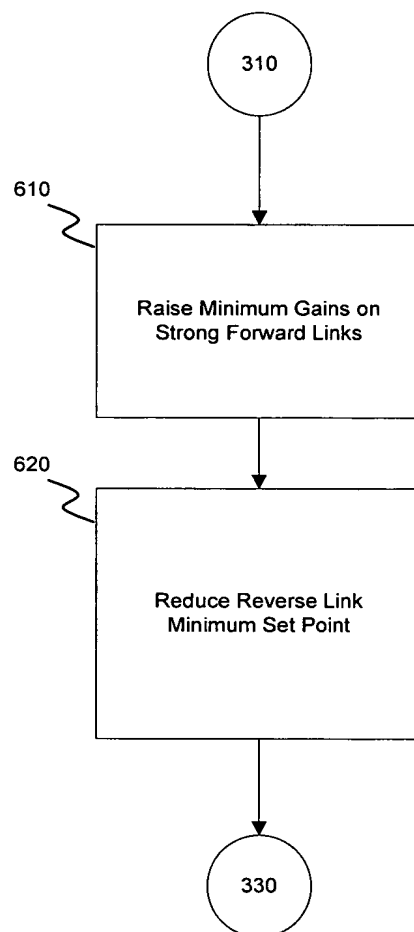 310
610
Raise Minimum Gains on
Strong Forward Links
620
Reduce Reverse Link
Minimum Set Point
330